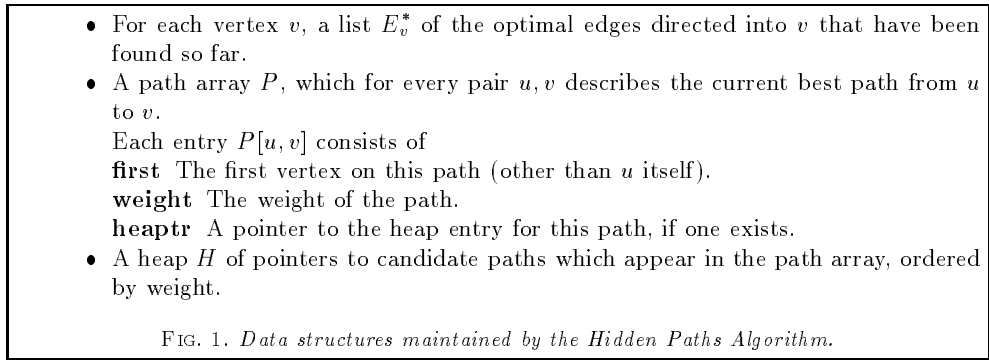 • For each vertex v, a list E*_v of the optimal edges directed into v that have been
found so far.
• A path array P, which for every pair u, v describes the current best path from u
to v.
Each entry P[u, v] consists of
first The first vertex on this path (other than u itself).
weight The weight of the path.
heaptr A pointer to the heap entry for this path, if one exists.
• A heap H of pointers to candidate paths which appear in the path array, ordered
by weight.
FIG. 1. Data structures maintained by the Hidden Paths Algorithm.